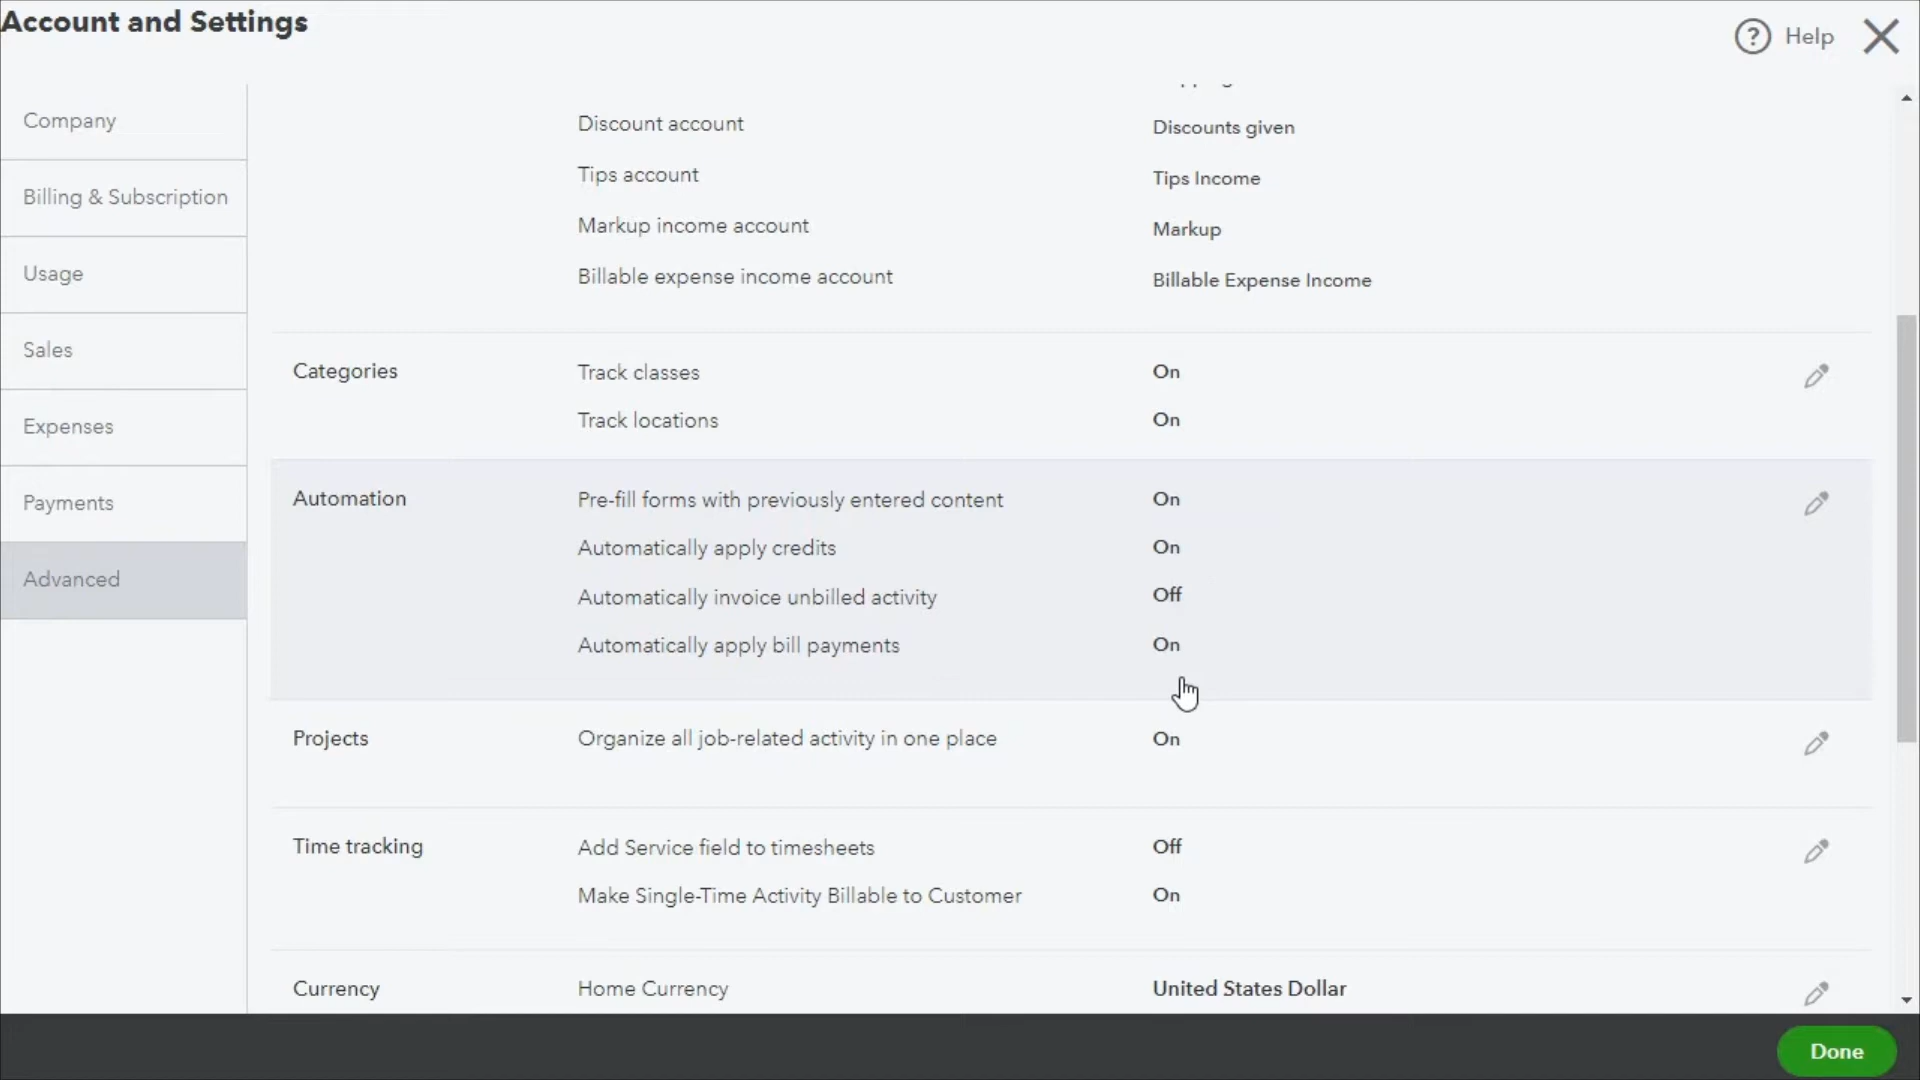 Account and Settings
? Help
Company
Billing & Subscription
Usage
Sales
Expenses
Payments
Advanced
Discount account Discounts given
Tips account Tips Income
Markup income account Markup
Billable expense income account Billable Expense Income
Categories Track classes On
Track locations On
Automation Pre-fill forms with previously entered content On
Automatically apply credits On
Automatically invoice unbilled activity Off
Automatically apply bill payments On
Projects Organize all job-related activity in one place On
Time tracking Add Service field to timesheets Off
Make Single-Time Activity Billable to Customer On
Currency Home Currency United States Dollar
Done